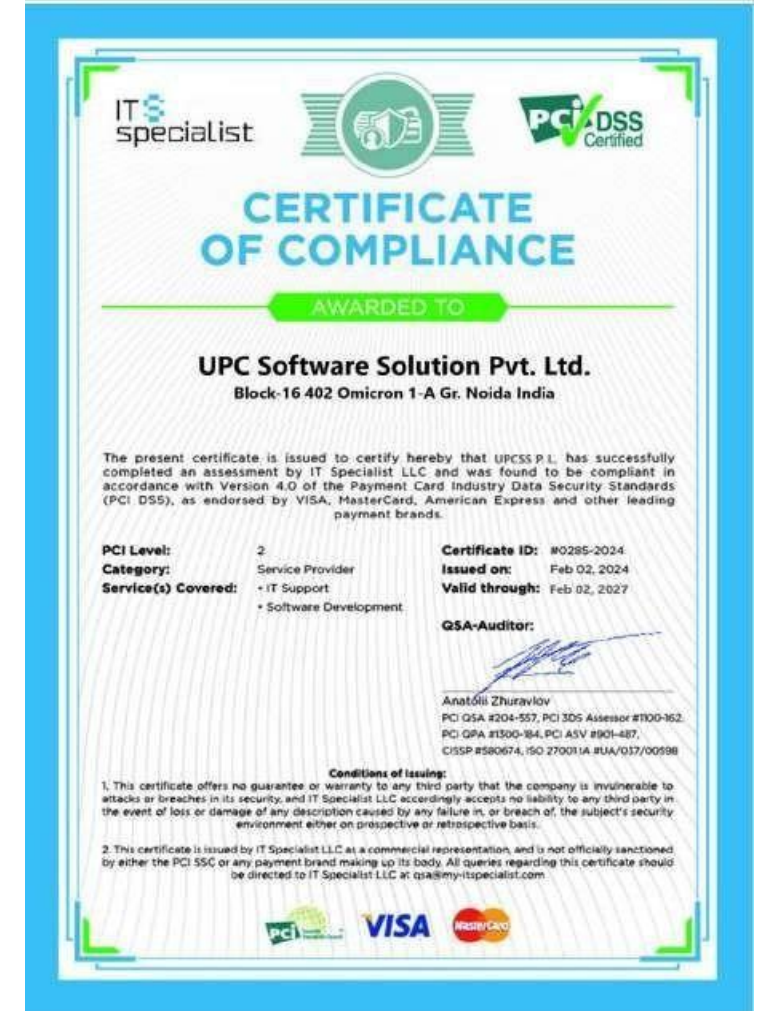 IT S
specialist
PCI DSS
Certified
CERTIFICATE
OF COMPLIANCE
AWARDED TO
UPC Software Solution Pvt. Ltd.
Block-16 402 Omicron 1-A Gr. Noida India
The present certificate is issued to certify hereby that UPCSS P L, has successfully
completed an assessment by IT Specialist LLC and was found to be compliant in
accordance with Version 4.0 of the Payment Card Industry Data Security Standards
(PCI DSS), as endorsed by VISA, MasterCard, American Express and other leading
payment brands.
PCI Level: 2
Category: Service Provider
Service(s) Covered: • IT Support
• Software Development
Certificate ID: #0285-2024
Issued on: Feb 02, 2024
Valid through: Feb 02, 2027
QSA-Auditor:
Anatolii Zhuravlov
PCI QSA #204-557, PCI 3DS Assessor #1100-162,
PCI QPA #1300-184, PCI ASV #901-487,
CISSP #580674, ISO 27001 IA #UA/037/00598
Conditions of Issuing:
1. This certificate offers no guarantee or warranty to any third party that the company is invulnerable to
attacks or breaches in its security, and IT Specialist LLC accordingly accepts no liability to any third party in
the event of loss or damage of any description caused by any failure in, or breach of, the subject's security
environment either on prospective or retrospective basis.
2. This certificate is issued by IT Specialist LLC as a commercial representation, and is not officially sanctioned
by either the PCI SSC or any payment brand making up its body. All queries regarding this certificate should
be directed to IT Specialist LLC at qsa@my-itspecialist.com
PCI
VISA
MasterCard